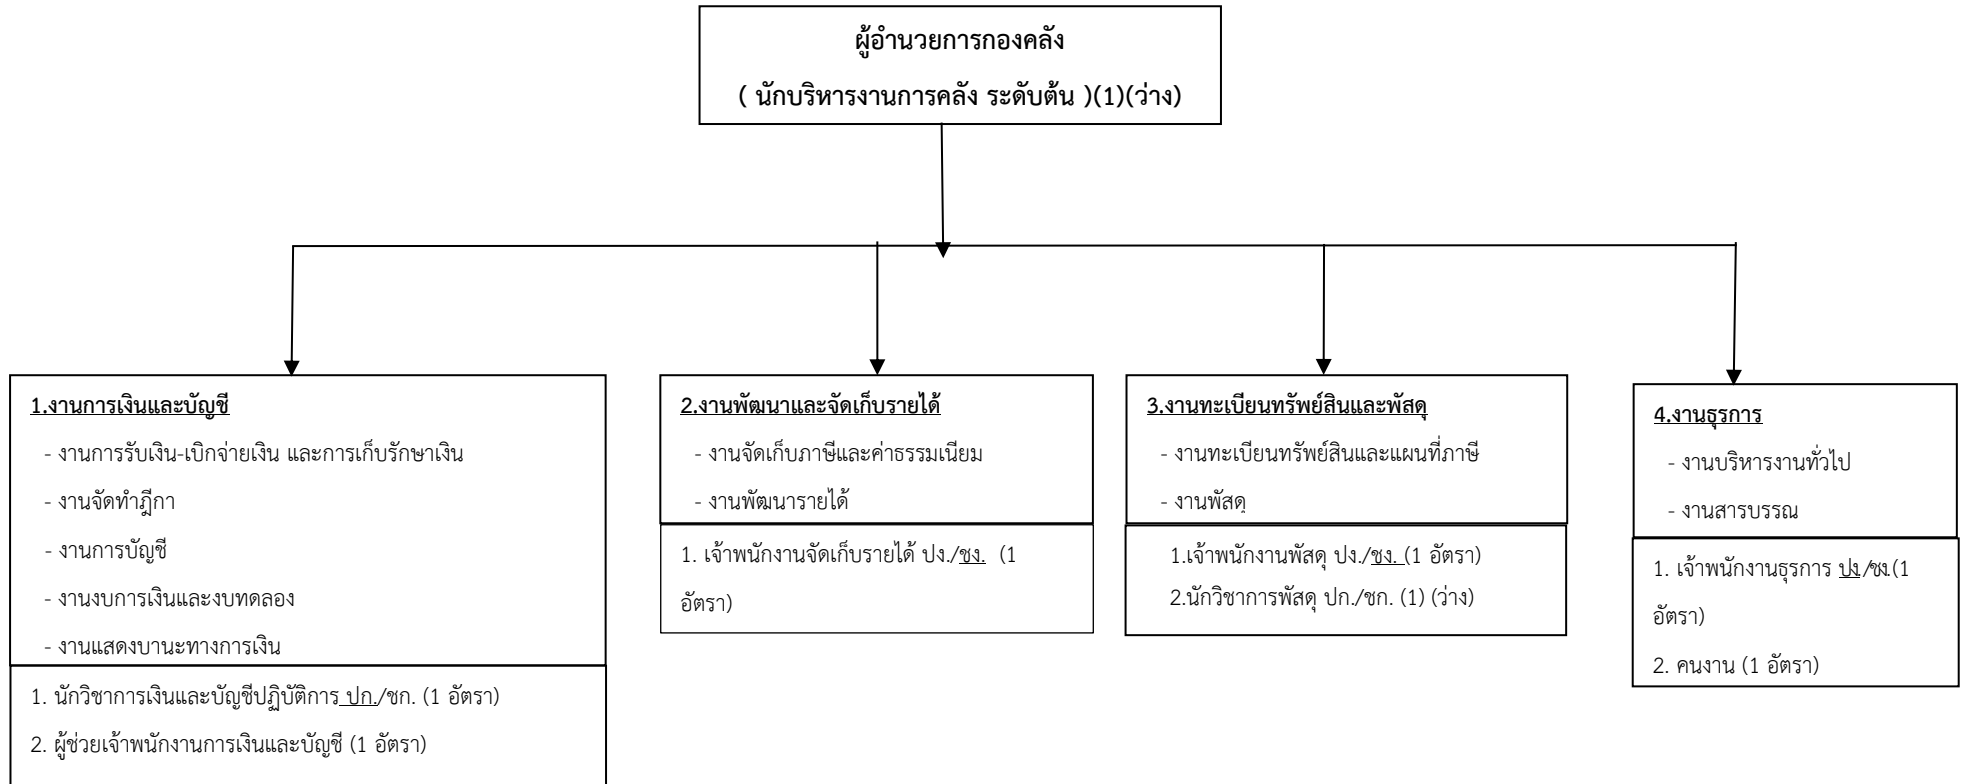 ผู้อำนวยการกองคลัง
( นักบริหารงานการคลัง ระดับต้น )(1)(ว่าง)
1.งานการเงินและบัญชี
- งานการรับเงิน-เบิกจ่ายเงิน และการเก็บรักษาเงิน
- งานจัดทำฎีกา
- งานการบัญชี
- งานงบการเงินและงบทดลอง
- งานแสดงบานะทางการเงิน
1. นักวิชาการเงินและบัญชีปฏิบัติการ ปก./ชก. (1 อัตรา)
2. ผู้ช่วยเจ้าพนักงานการเงินและบัญชี (1 อัตรา)
2.งานพัฒนาและจัดเก็บรายได้
- งานจัดเก็บภาษีและค่าธรรมเนียม
- งานพัฒนารายได้
1. เจ้าพนักงานจัดเก็บรายได้ ปง./ชง. (1
อัตรา)
3.งานทะเบียนทรัพย์สินและพัสดุ
- งานทะเบียนทรัพย์สินและแผนที่ภาษี
- งานพัสดุ
1.เจ้าพนักงานพัสดุ ปง./ชง. (1 อัตรา)
2.นักวิชาการพัสดุ ปก./ชก. (1) (ว่าง)
4.งานธุรการ
- งานบริหารงานทั่วไป
- งานสารบรรณ
1. เจ้าพนักงานธุรการ ปง./ชง.(1
อัตรา)
2. คนงาน (1 อัตรา)